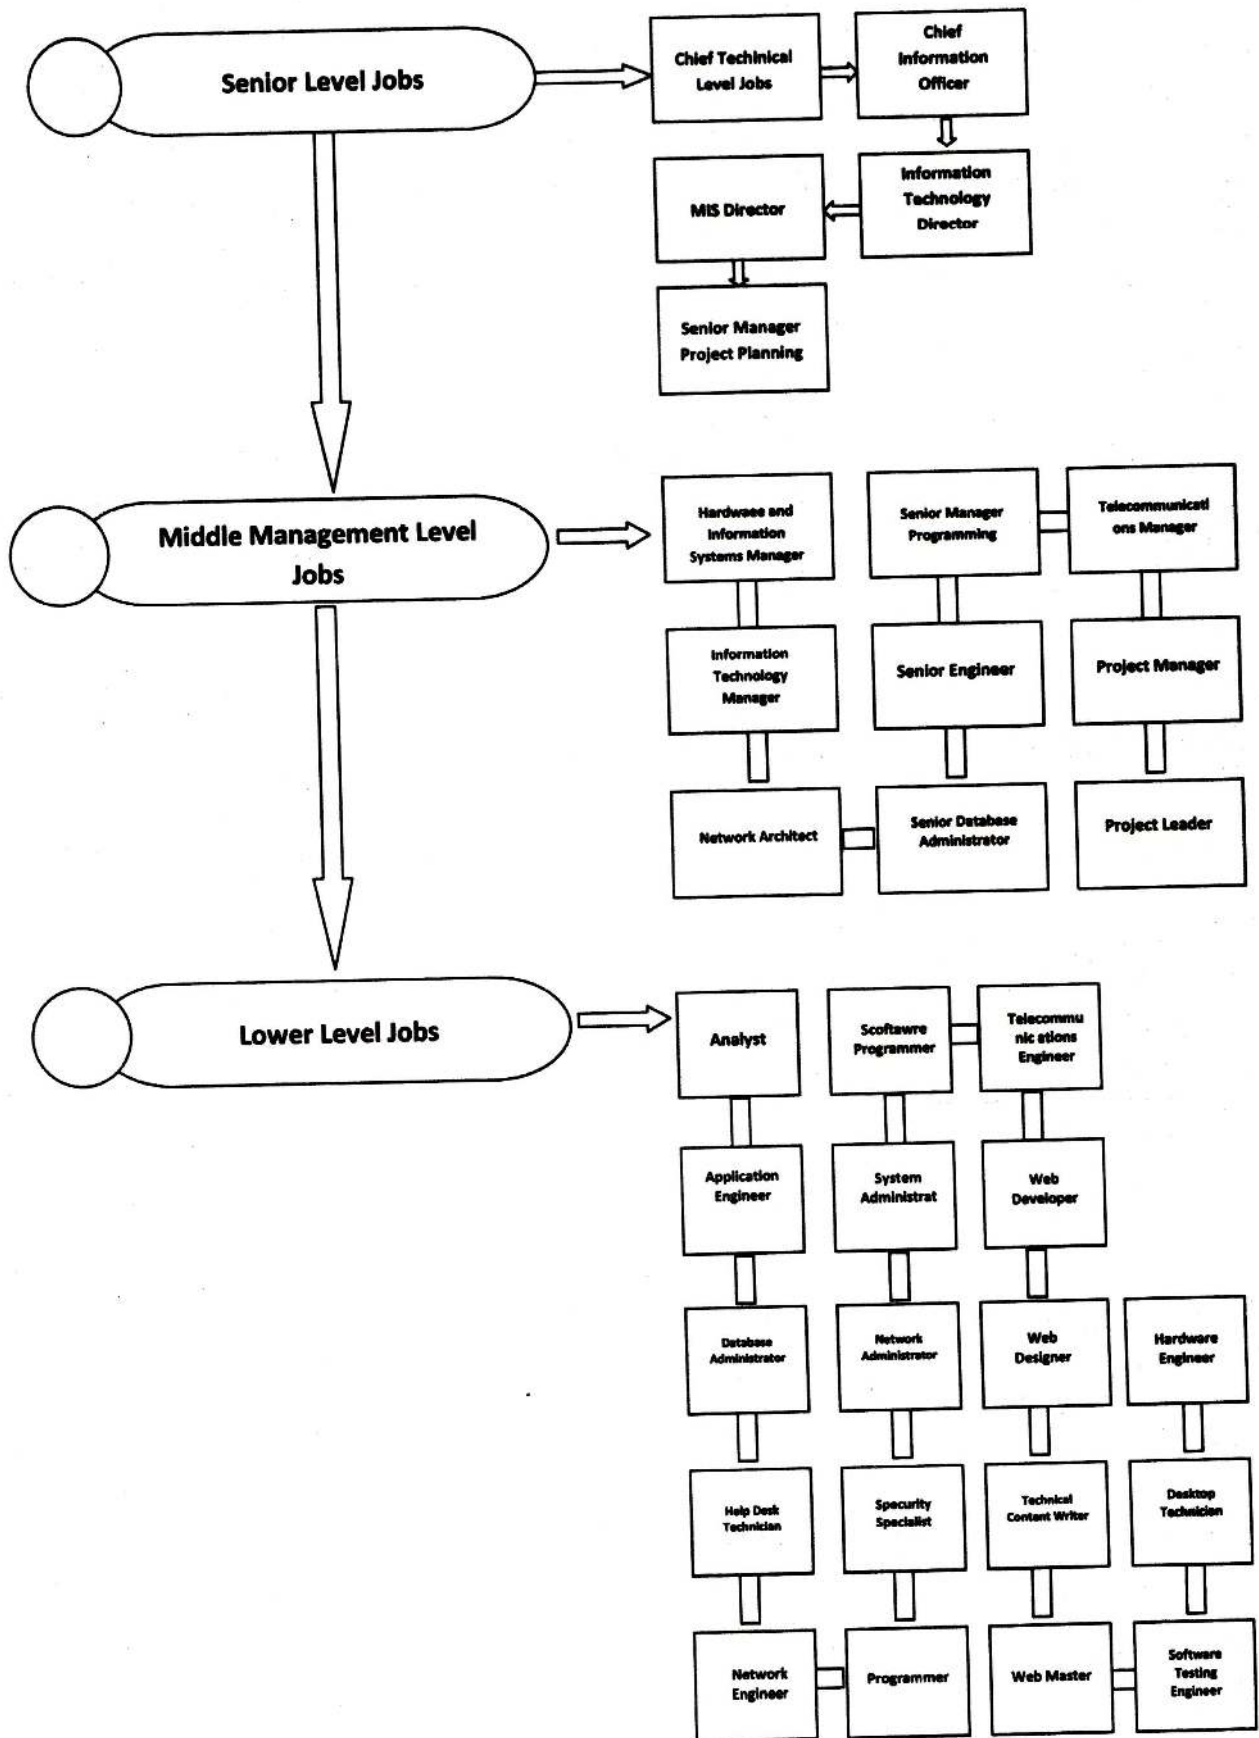 Senior Level Jobs
Chief Techinical
Level Jobs
Chief
Information
Officer
Information
Technology
Director
MIS Director
Senior Manager
Project Planning
Middle Management Level
Jobs
Hardwaee and
Information
Systems Manager
Information
Technology
Manager
Network Architect
Senior Database
Administrator
Senior Engineer
Senior Manager
Programming
Telecommunicati
ons Manager
Project Manager
Project Leader
Lower Level Jobs
Analyst
Application
Engineer
Database
Administrator
Help Desk
Technician
Network
Engineer
Programmer
Specurity
Specialist
Network
Administrator
System
Administrat
Scoftawre
Programmer
Telecommu
nic ations
Engineer
Web
Developer
Web
Designer
Technical
Content Writer
Web Master
Software
Testing
Engineer
Desktop
Technician
Hardware
Engineer